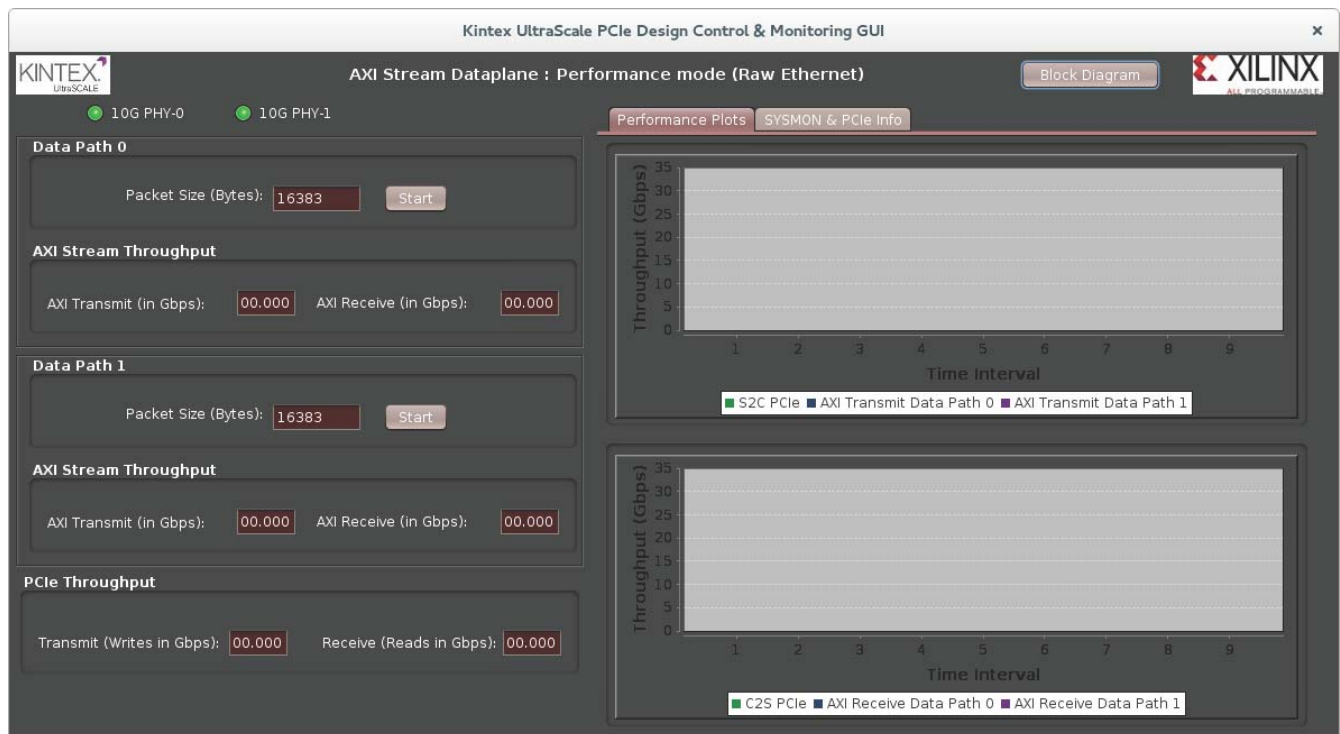 Kintex UltraScale PCIe Design Control & Monitoring GUI
×
KINTEX.
UltraSCALE
AXI Stream Dataplane : Performance mode (Raw Ethernet)
Block Diagram
XILINX
ALL PROGRAMMABLE
10G PHY-0
10G PHY-1
Data Path 0
Packet Size (Bytes): 16383 Start
AXI Stream Throughput
AXI Transmit (in Gbps): 00.000 AXI Receive (in Gbps): 00.000
Data Path 1
Packet Size (Bytes): 16383 Start
AXI Stream Throughput
AXI Transmit (in Gbps): 00.000 AXI Receive (in Gbps): 00.000
PCIe Throughput
Transmit (Writes in Gbps): 00.000 Receive (Reads in Gbps): 00.000
Performance Plots SYSMON & PCIe Info
Throughput (Gbps)
35
30
25
20
15
10
5
0
1 2 3 4 5 6 7 8 9
Time Interval
S2C PCIe AXI Transmit Data Path 0 AXI Transmit Data Path 1
Throughput (Gbps)
35
30
25
20
15
10
5
0
1 2 3 4 5 6 7 8 9
Time Interval
C2S PCIe AXI Receive Data Path 0 AXI Receive Data Path 1